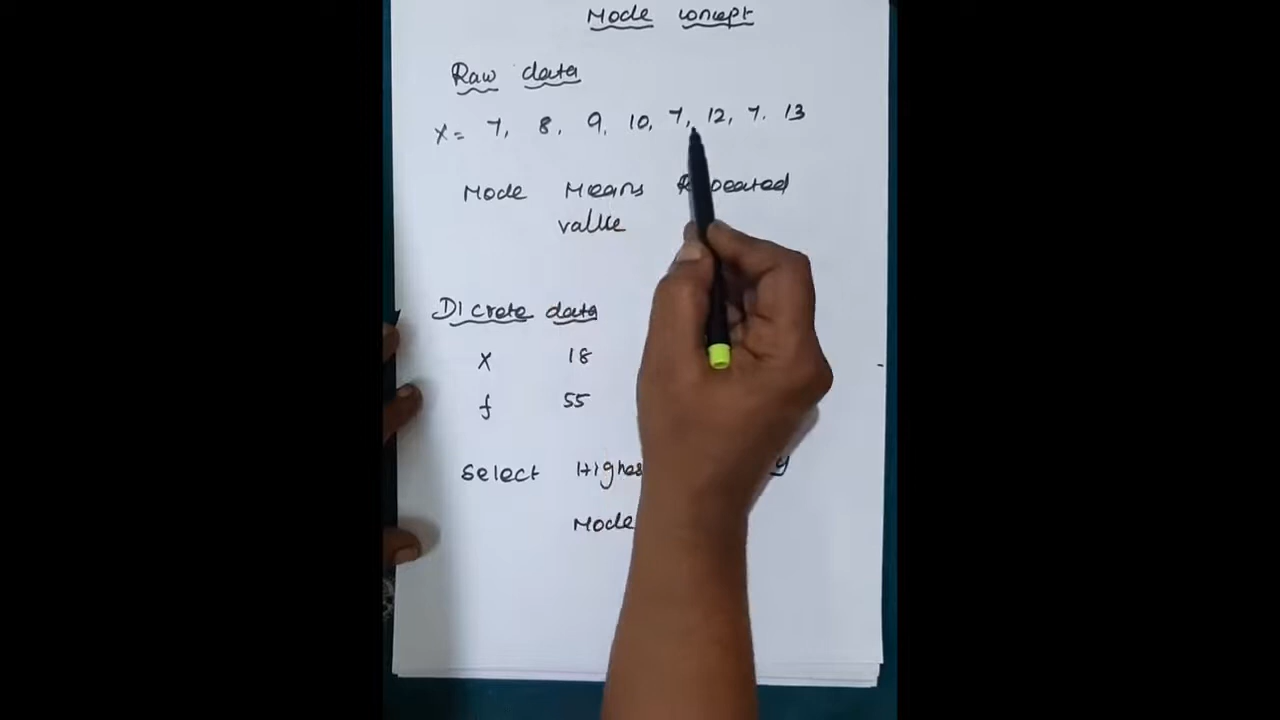 Mode concept
Raw data
X = 7, 8, 9, 10, 7, 12, 7. 13
Mode Means
value
Discrete data
X 18
f 55
Select
Mode